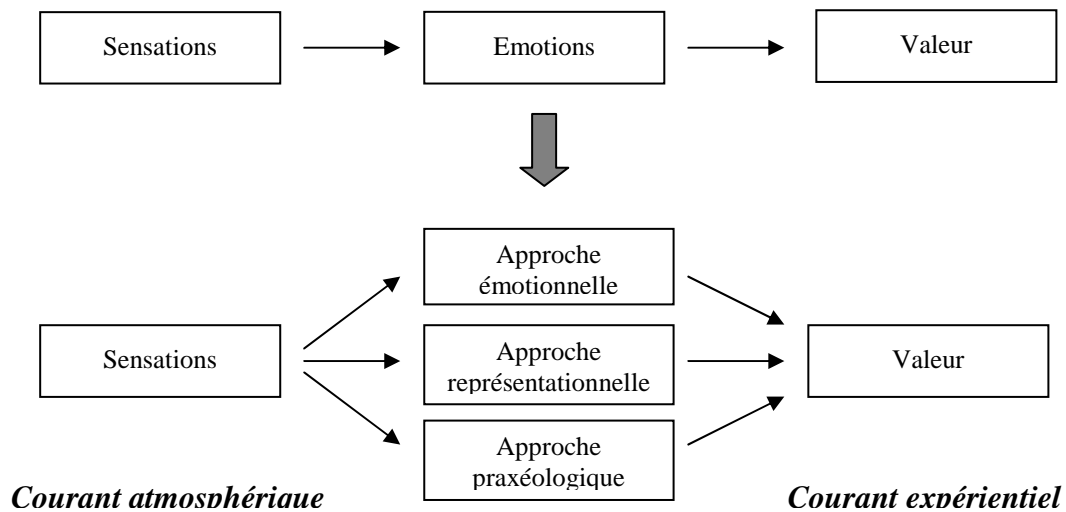 Sensations
Emotions
Valeur
Approche
émotionnelle
Sensations
Approche
représentationnelle
Valeur
Approche
praxéologique
Courant atmosphérique
Courant expérientiel